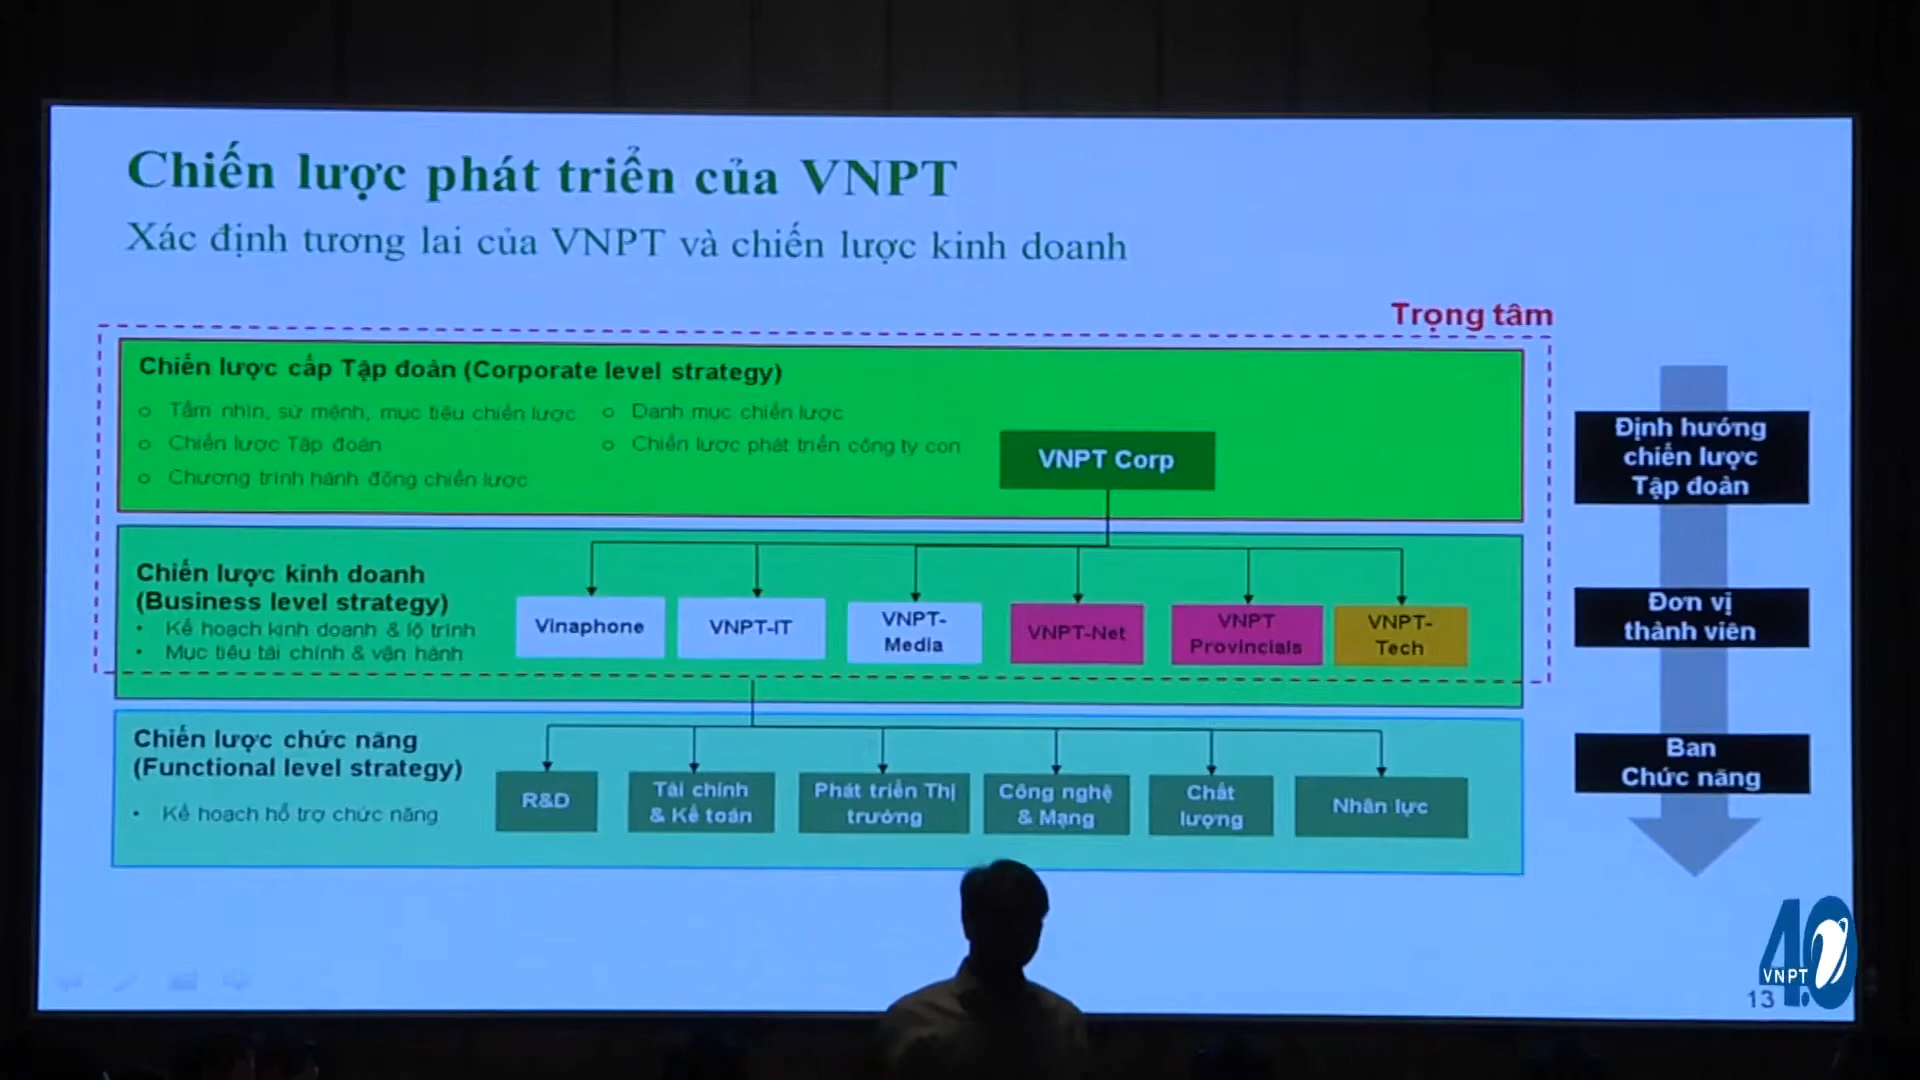 Chiến lược phát triển của VNPT
Xác định tương lai của VNPT và chiến lược kinh doanh
Trọng tâm
Chiến lược cấp Tập đoàn (Corporate level strategy)
Tầm nhìn, sứ mệnh, mục tiêu chiến lược
Chiến lược Tập đoàn
Chương trình hành động chiến lược
Danh mục chiến lược
Chiến lược phát triển công ty con
VNPT Corp
Chiến lược kinh doanh
(Business level strategy)
Kế hoạch kinh doanh & lộ trình
Mục tiêu tài chính & vận hành
Vinaphone
VNPT-IT
VNPT-
Media
VNPT-Net
VNPT
Provincials
VNPT-
Tech
Chiến lược chức năng
(Functional level strategy)
Kế hoạch hỗ trợ chức năng
R&D
Tài chính
& Kế toán
Phát triển Thị
trường
Công nghệ
& Mạng
Chất
lượng
Nhân lực
Định hướng
chiến lược
Tập đoàn
Đơn vị
thành viên
Ban
Chức năng
4.0
VNPT
13